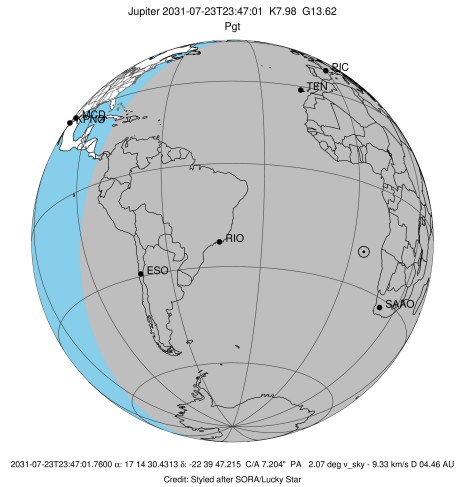 Jupiter 2031-07-23T23:47:01 K7.98 G13.62
Pgt
PIC
TEN
MCD
RIO
ESO
SAAO
2031-07-23T23:47:01.7600 α: 17 14 30.4313 δ: -22 39 47.215 C/A 7.204" PA 2.07 deg v_sky - 9.33 km/s D 04.46 AU
Credit: Styled after SORA/Lucky Star